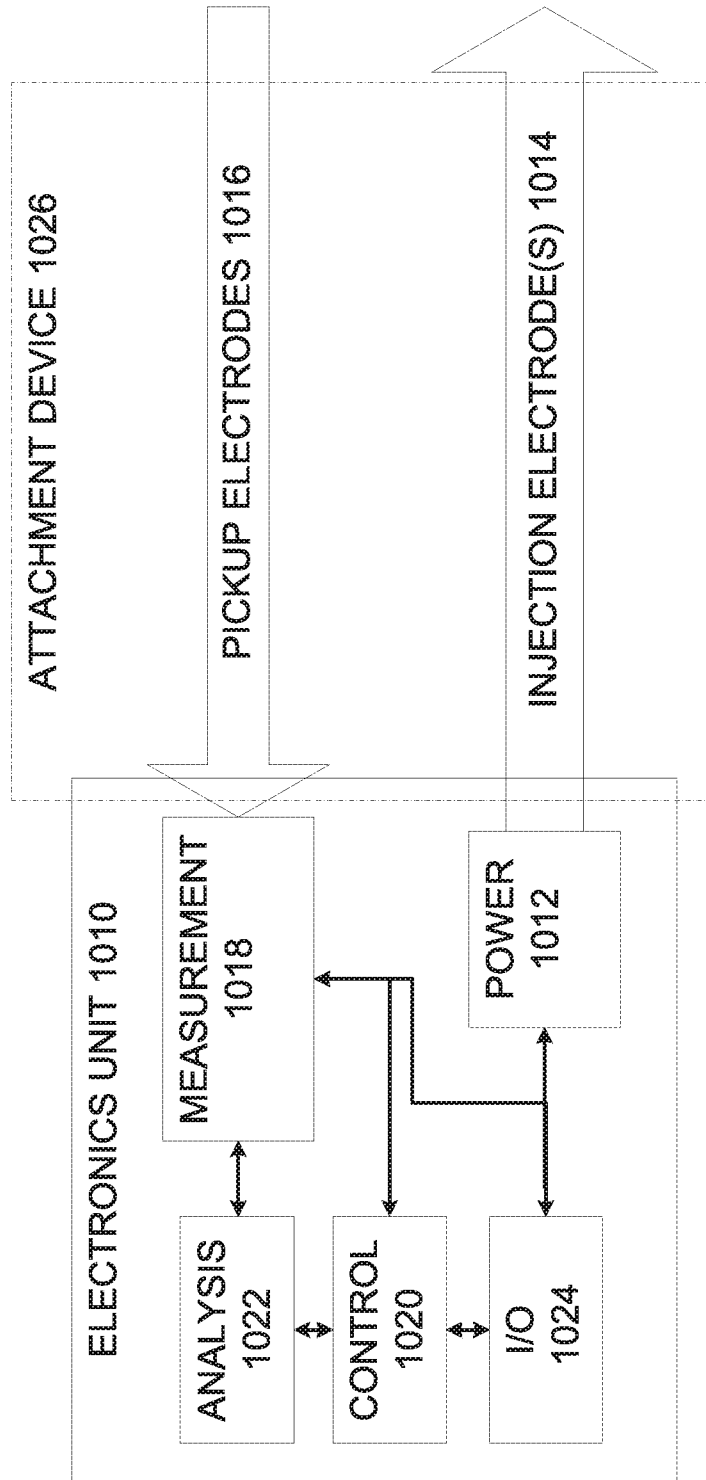 ELECTRONICS UNIT 1010
ANALYSIS
1022
MEASUREMENT
1018
CONTROL
1020
I/O
1024
POWER
1012
ATTACHMENT DEVICE 1026
PICKUP ELECTRODES 1016
INJECTION ELECTRODE(S) 1014